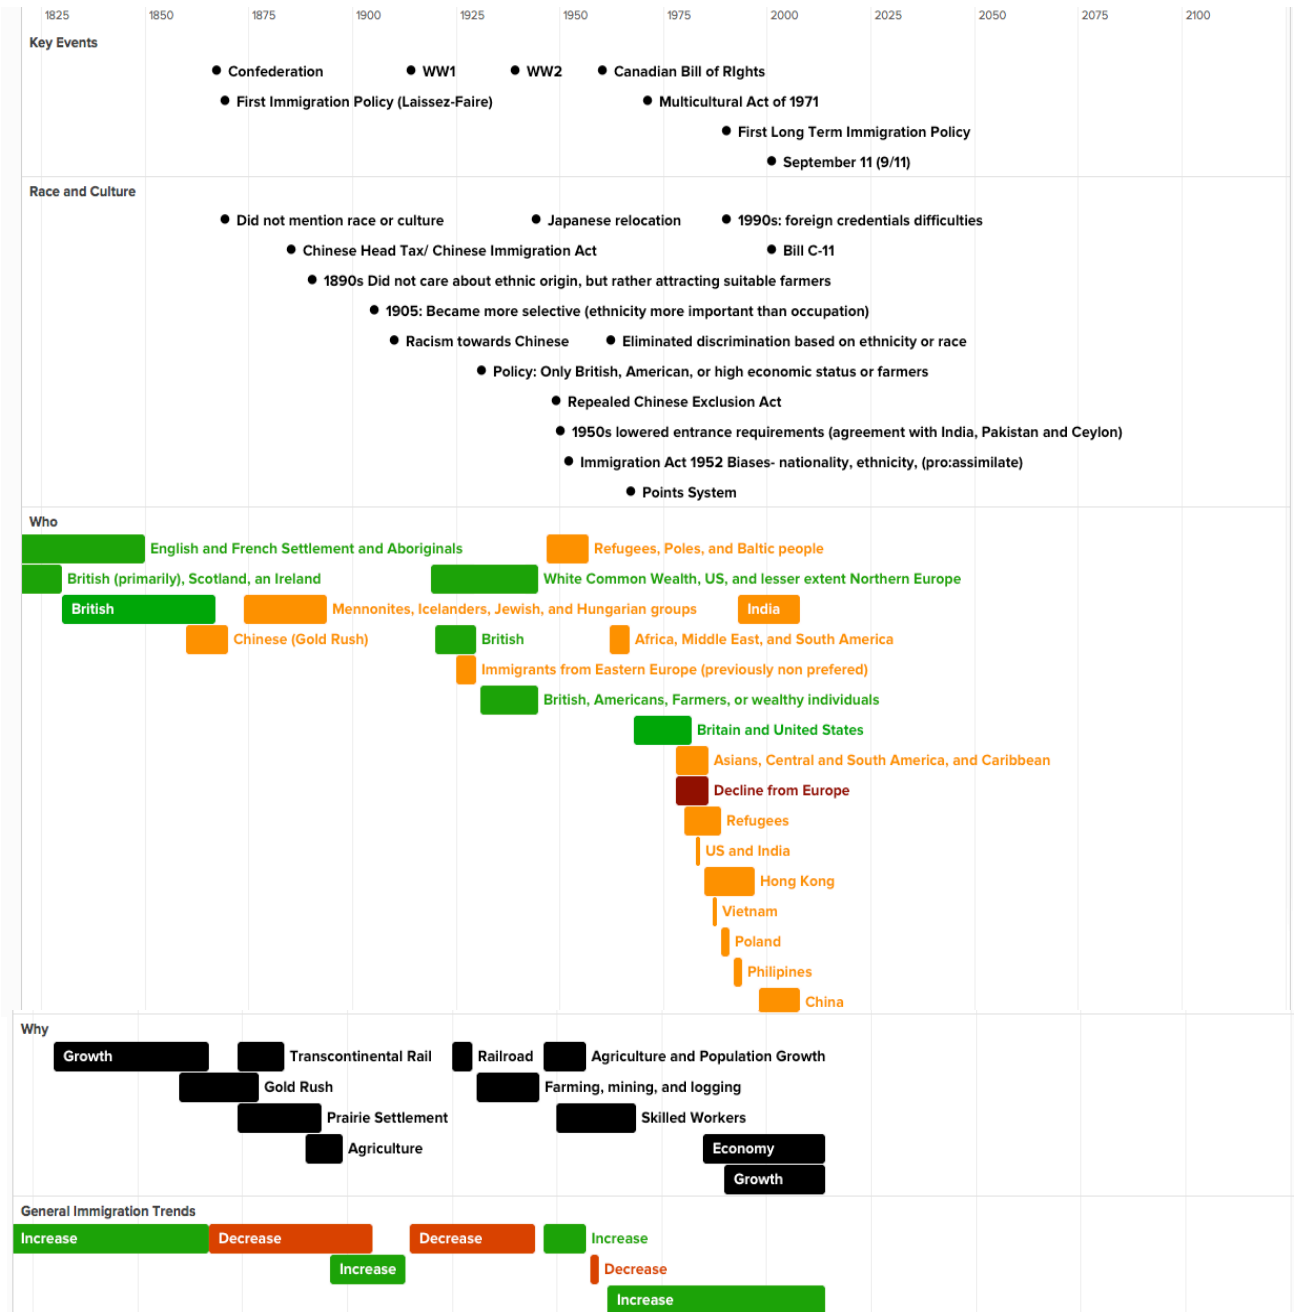 1825 1850 1875 1900 1925 1950 1975 2000 2025 2050 2075 2100
Key Events
Confederation WW1 WW2 Canadian Bill of RIghts
First Immigration Policy (Laissez-Faire) Multicultural Act of 1971
First Long Term Immigration Policy
September 11 (9/11)
Race and Culture
Did not mention race or culture Japanese relocation 1990s: foreign credentials difficulties
Chinese Head Tax/ Chinese Immigration Act Bill C-11
1890s Did not care about ethnic origin, but rather attracting suitable farmers
1905: Became more selective (ethnicity more important than occupation)
Racism towards Chinese Eliminated discrimination based on ethnicity or race
Policy: Only British, American, or high economic status or farmers
Repealed Chinese Exclusion Act
1950s lowered entrance requirements (agreement with India, Pakistan and Ceylon)
Immigration Act 1952 Biases- nationality, ethnicity, (pro:assimilate)
Points System
Who
English and French Settlement and Aboriginals Refugees, Poles, and Baltic people
British (primarily), Scotland, an Ireland White Common Wealth, US, and lesser extent Northern Europe
British Mennonites, Icelanders, Jewish, and Hungarian groups India
Chinese (Gold Rush) British Africa, Middle East, and South America
Immigrants from Eastern Europe (previously non prefered)
British, Americans, Farmers, or wealthy individuals
Britain and United States
Asians, Central and South America, and Caribbean
Decline from Europe
Refugees
US and India
Hong Kong
Vietnam
Poland
Philipines
China
Why
Growth Transcontinental Rail Railroad Agriculture and Population Growth
Gold Rush Farming, mining, and logging
Prairie Settlement Skilled Workers
Agriculture Economy
Growth
General Immigration Trends
Increase Decrease Decrease Increase
Increase Decrease
Increase